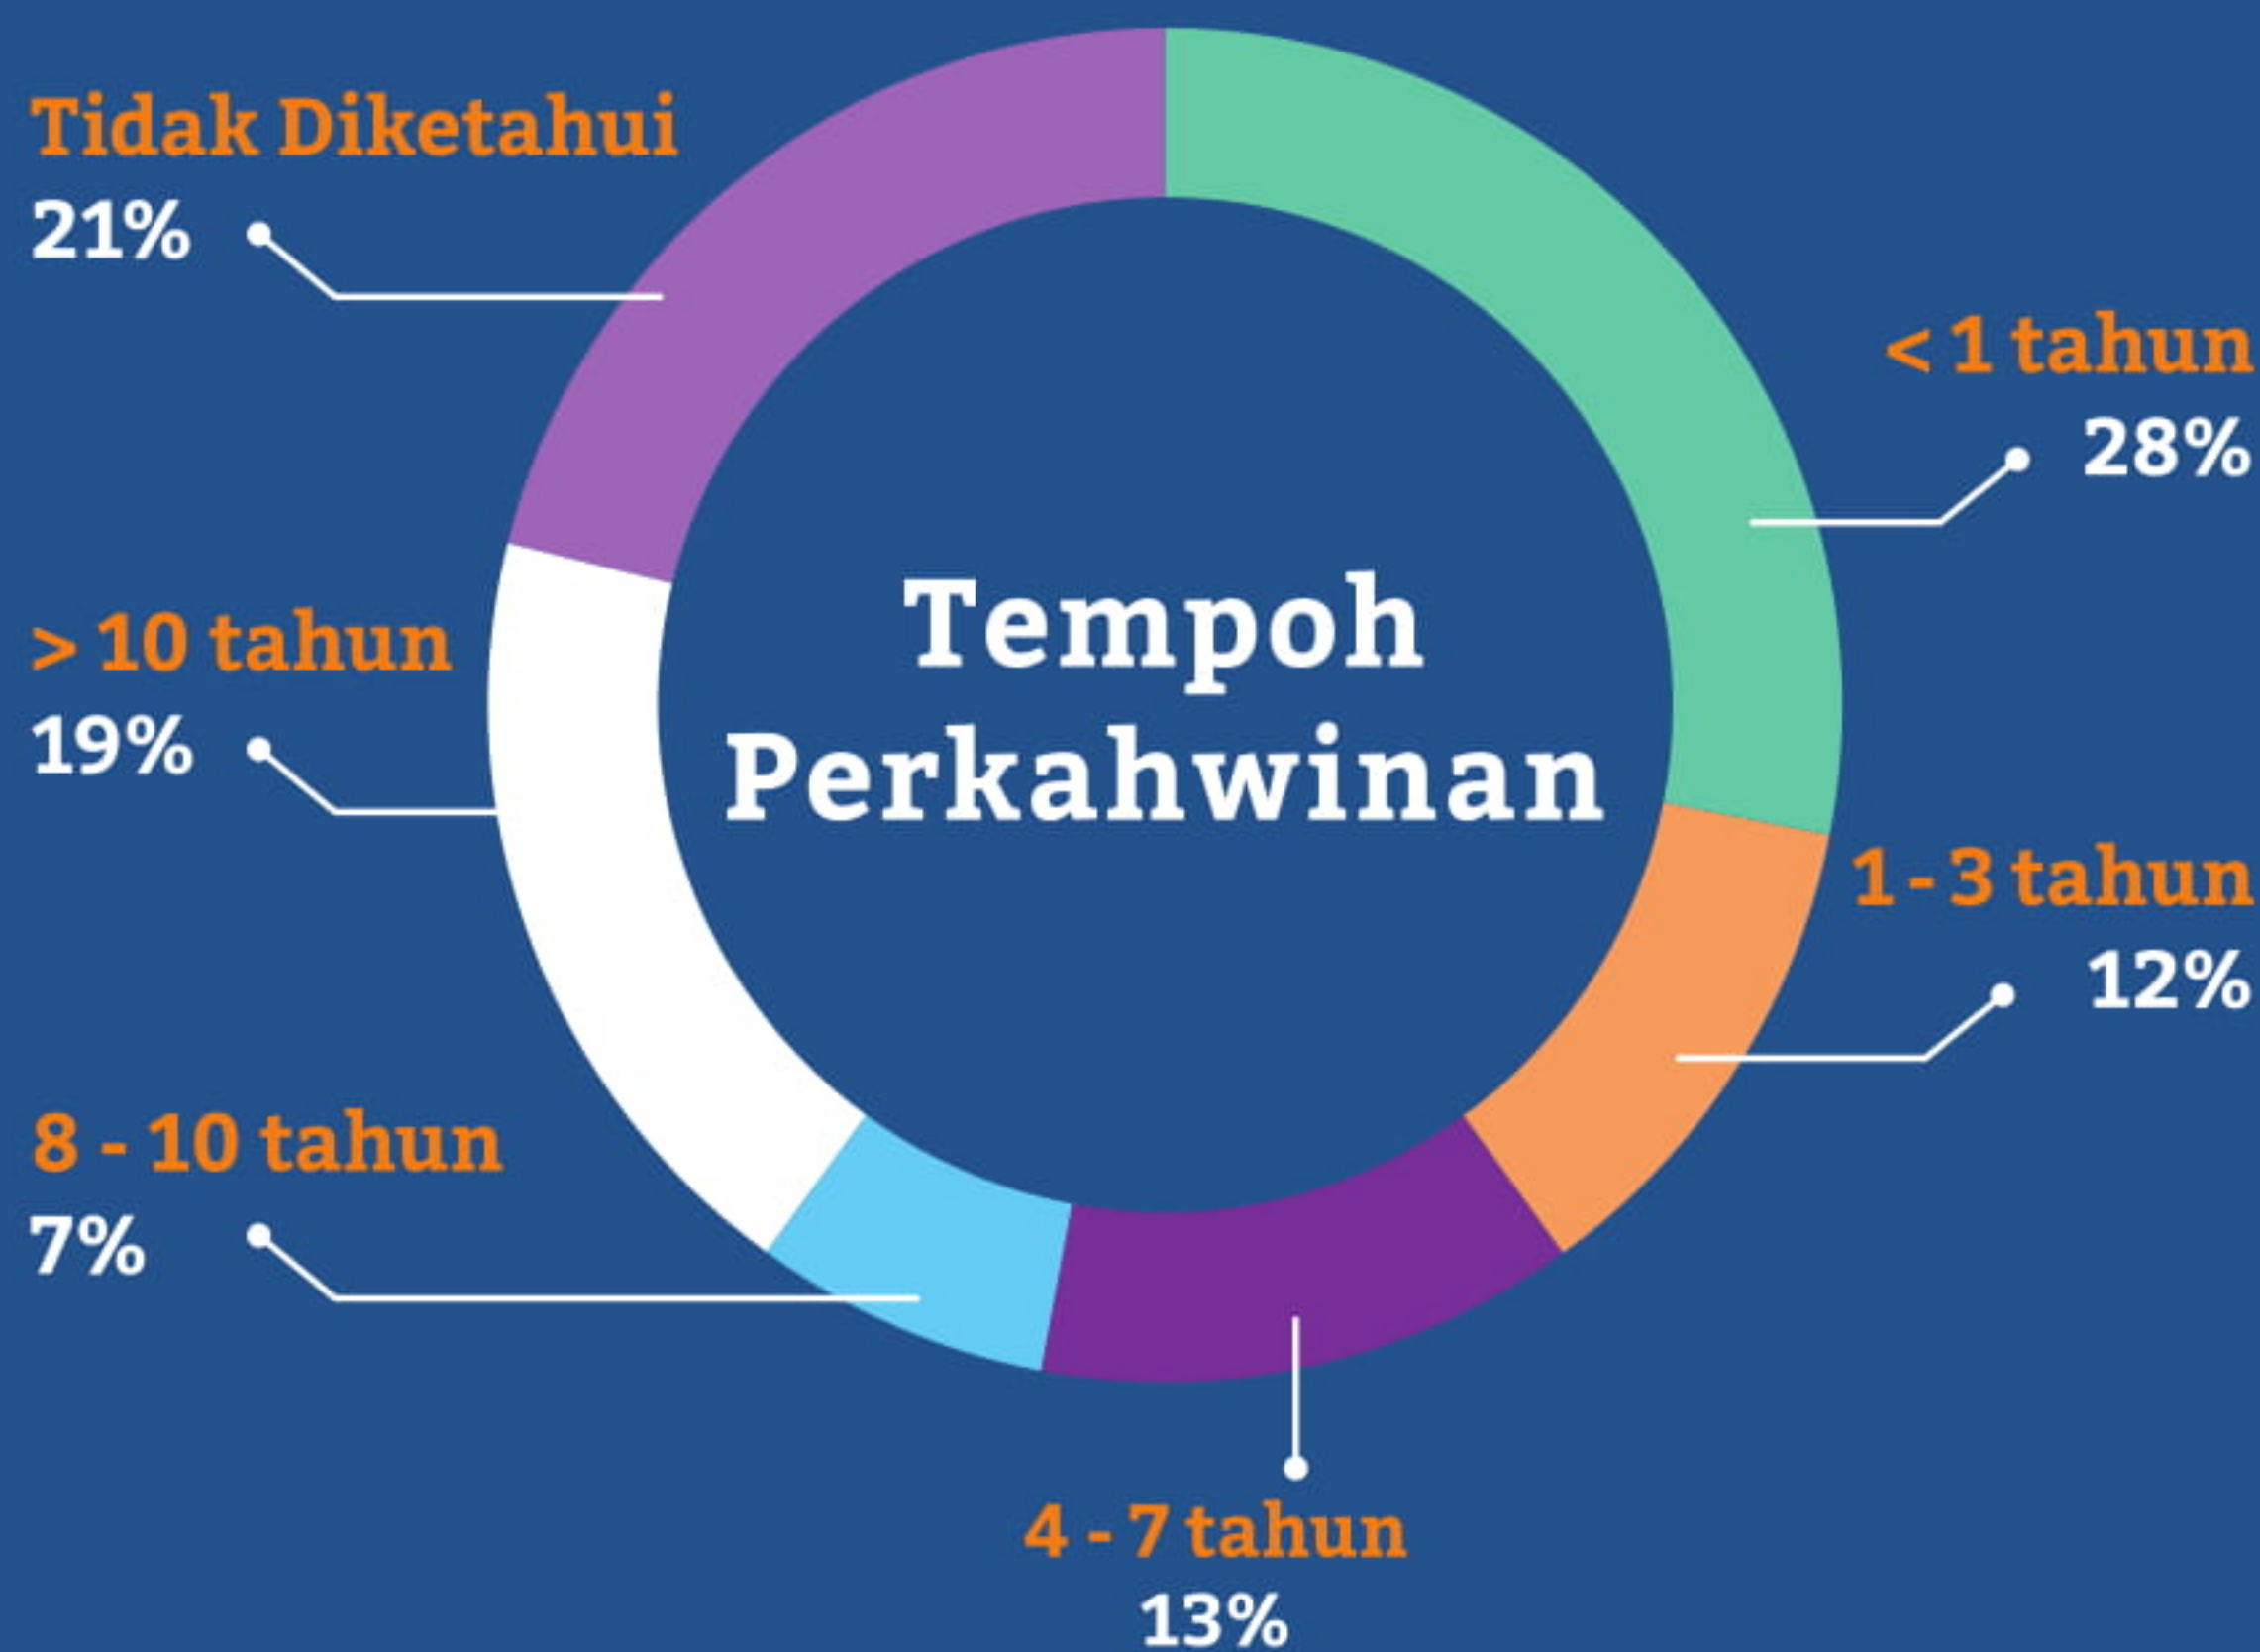 Tidak Diketahui
21%
< 1 tahun
28%
Tempoh
Perkahwinan
> 10 tahun
19%
1 - 3 tahun
12%
8 - 10 tahun
7%
4 - 7 tahun
13%